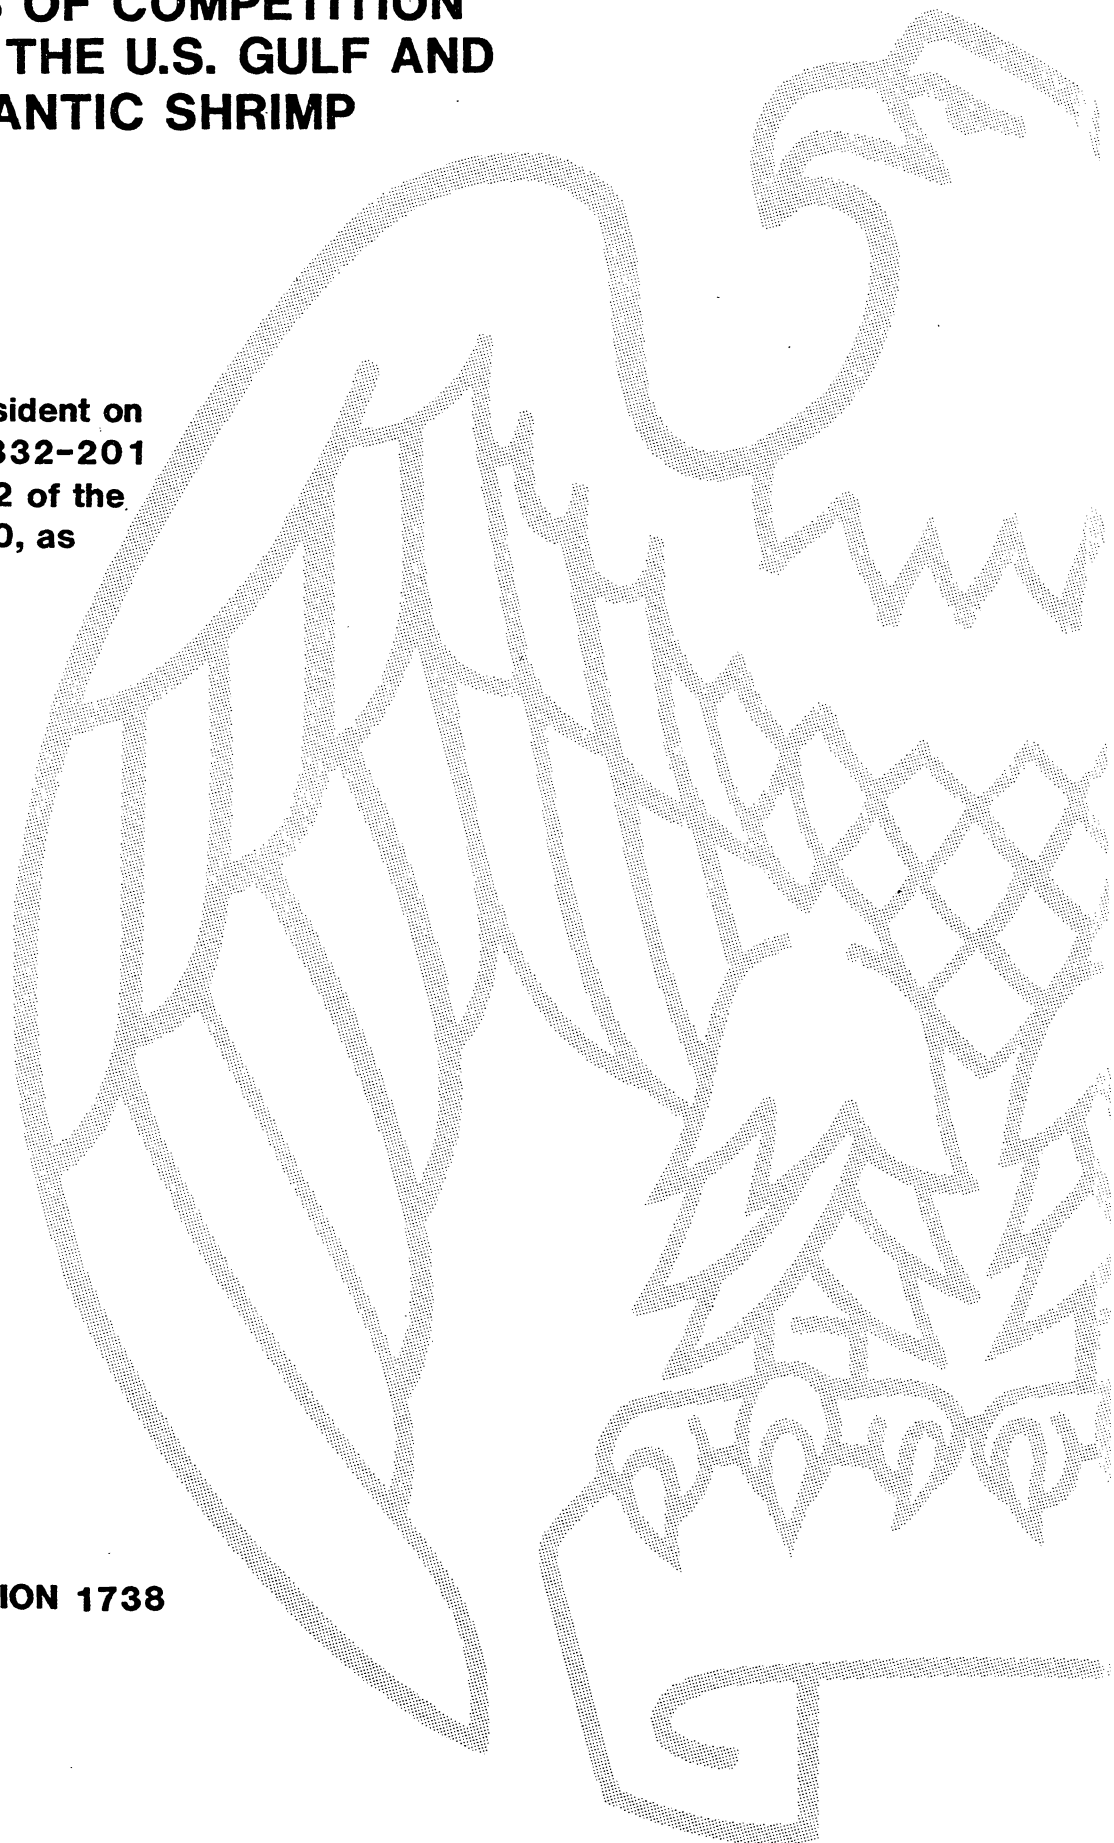 S OF COMPETITION
THE U.S. GULF AND
ANTIC SHRIMP
sident on
332-201
2 of the
0, as
ION 1738